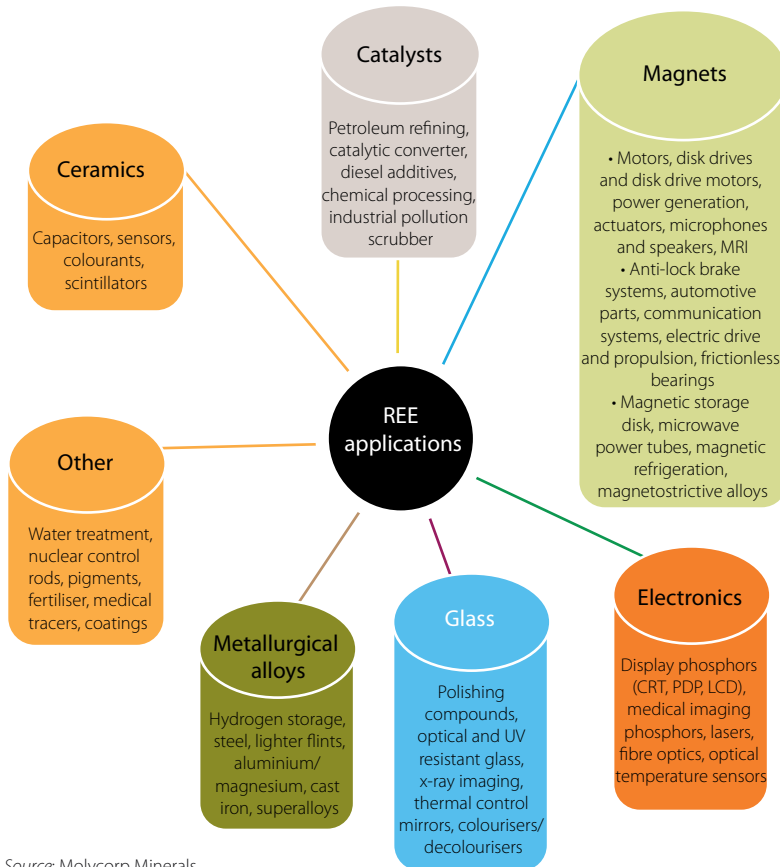 Catalysts
Petroleum refining,
catalytic converter,
diesel additives,
chemical processing,
industrial pollution
scrubber
Magnets
• Motors, disk drives
and disk drive motors,
power generation,
actuators, microphones
and speakers, MRI
• Anti-lock brake
systems, automotive
parts, communication
systems, electric drive
and propulsion, frictionless
bearings
• Magnetic storage
disk, microwave
power tubes, magnetic
refrigeration,
magnetostrictive alloys
Ceramics
Capacitors, sensors,
colourants,
scintillators
REE
applications
Other
Water treatment,
nuclear control
rods, pigments,
fertiliser, medical
tracers, coatings
Metallurgical
alloys
Hydrogen storage,
steel, lighter flints,
aluminium/
magnesium, cast
iron, superalloys
Glass
Polishing
compounds,
optical and UV
resistant glass,
x-ray imaging,
thermal control
mirrors, colourisers/
decolourisers
Electronics
Display phosphors
(CRT, PDP, LCD),
medical imaging
phosphors, lasers,
fibre optics, optical
temperature sensors
Source: Molycorp Minerals